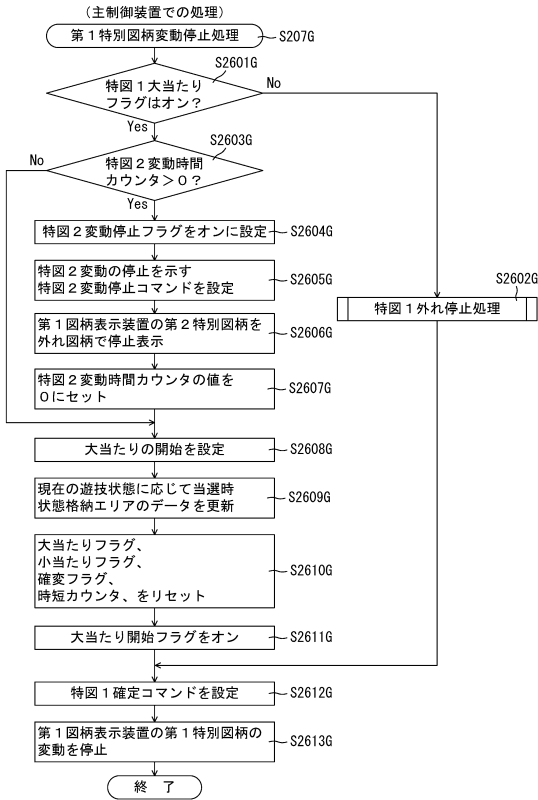 (主制御装置での処理)
第1特別図柄変動停止処理
S207G
S2601G
特図1大当たり
フラグはオン?
No
Yes
S2603G
No
特図2変動時間
カウンタ>0?
Yes
特図2変動停止フラグをオンに設定
S2604G
特図2変動の停止を示す
特図2変動停止コマンドを設定
S2605G
S2602G
特図1外れ停止処理
第1図柄表示装置の第2特別図柄を
外れ図柄で停止表示
S2606G
特図2変動時間カウンタの値を
0にセット
S2607G
大当たりの開始を設定
S2608G
現在の遊技状態に応じて当選時
状態格納エリアのデータを更新
S2609G
大当たりフラグ、
小当たりフラグ、
確変フラグ、
時短カウンタ、をリセット
S2610G
大当たり開始フラグをオン
S2611G
特図1確定コマンドを設定
S2612G
第1図柄表示装置の第1特別図柄の
変動を停止
S2613G
終 了